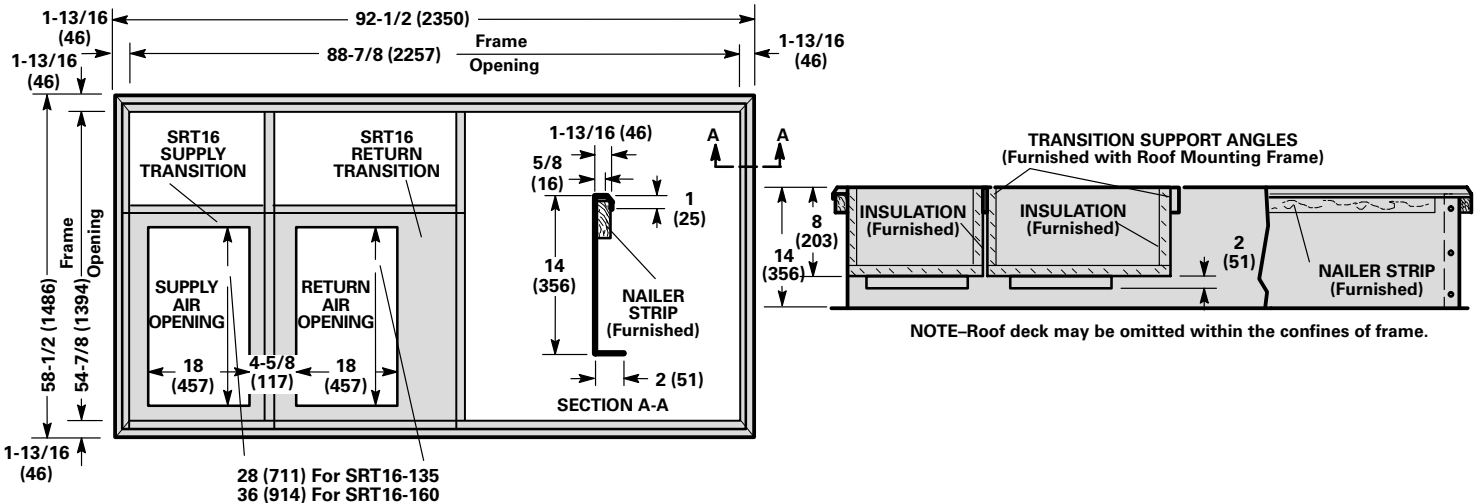 1-13/16
(46)
92-1/2 (2350)
1-13/16
(46)
88-7/8 (2257)
Frame
Opening
1-13/16
(46)
58-1/2 (1486)
Frame
Opening
54-7/8 (1394)
1-13/16
(46)
SRT16
SUPPLY
TRANSITION
SRT16
RETURN
TRANSITION
SUPPLY
AIR
OPENING
RETURN
AIR
OPENING
18
(457)
4-5/8
(117)
18
(457)
28 (711) For SRT16-135
36 (914) For SRT16-160
1-13/16 (46)
5/8
(16)
1
(25)
14
(356)
NAILER
STRIP
(Furnished)
2 (51)
SECTION A-A
A
A
TRANSITION SUPPORT ANGLES
(Furnished with Roof Mounting Frame)
INSULATION
(Furnished)
INSULATION
(Furnished)
8
(203)
14
(356)
2
(51)
NAILER STRIP
(Furnished)
NOTE–Roof deck may be omitted within the confines of frame.